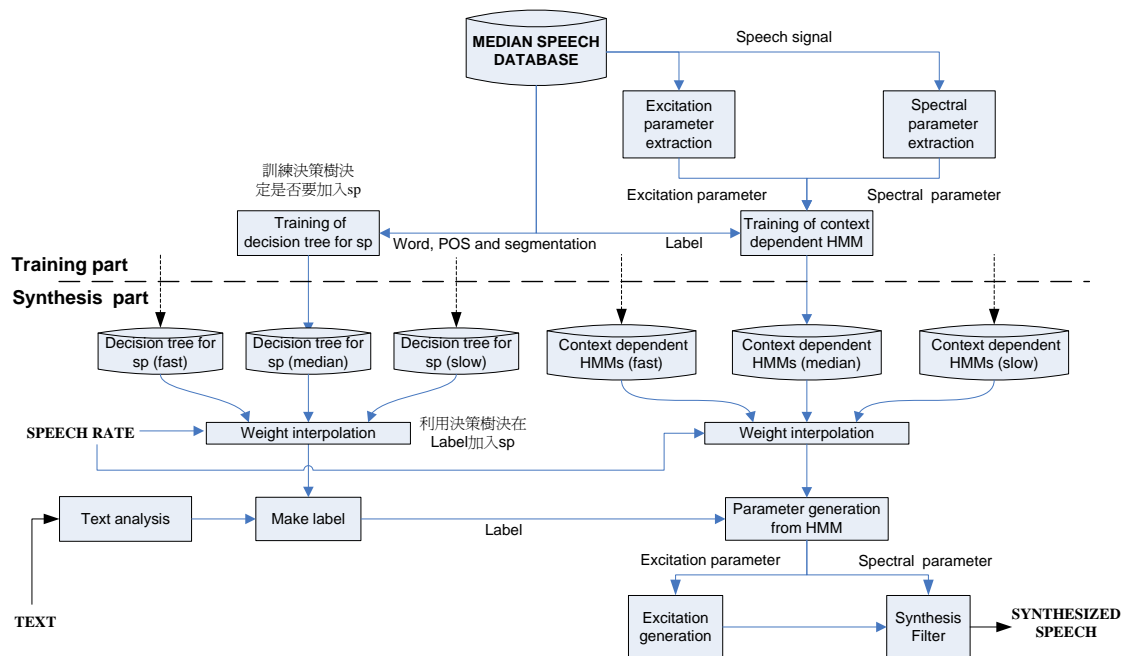 MEDIAN SPEECH
DATABASE
Speech signal
Excitation
parameter
extraction
Spectral
parameter
extraction
訓練決策樹決
定是否要加入sp
Excitation parameter
Spectral parameter
Training of
decision tree for sp
Word, POS and segmentation
Label
Training of context
dependent HMM
Training part
Synthesis part
Decision tree for
sp (fast)
Decision tree for
sp (median)
Decision tree for
sp (slow)
Context dependent
HMMs (fast)
Context dependent
HMMs (median)
Context dependent
HMMs (slow)
SPEECH RATE
Weight interpolation
利用決策樹決在
Label加入sp
Weight interpolation
Text analysis
Make label
Label
Parameter generation
from HMM
Excitation parameter
Spectral parameter
TEXT
Excitation
generation
Synthesis
Filter
SYNTHESIZED
SPEECH